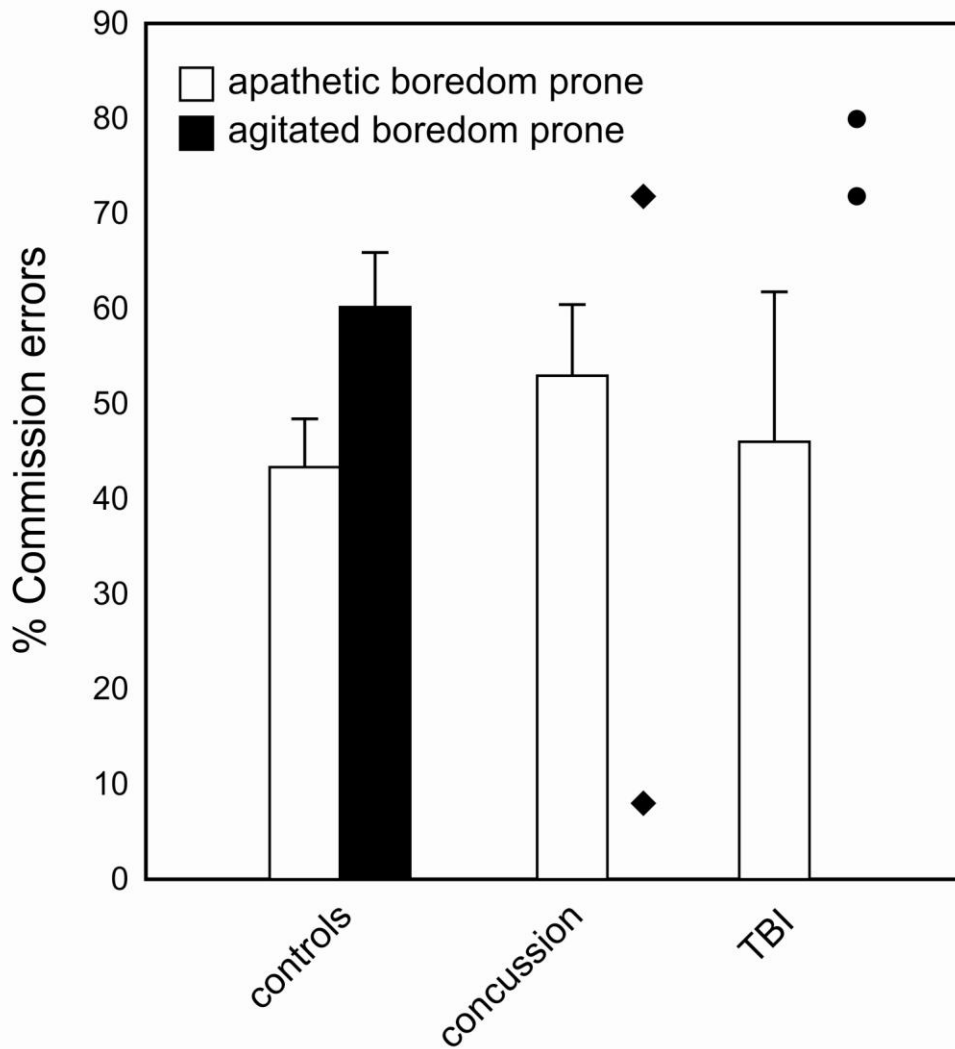 90
apathetic boredom prone
80
agitated boredom prone
70
60
50
40
30
20
10
0
% Commission errors
controls
concussion
TBI